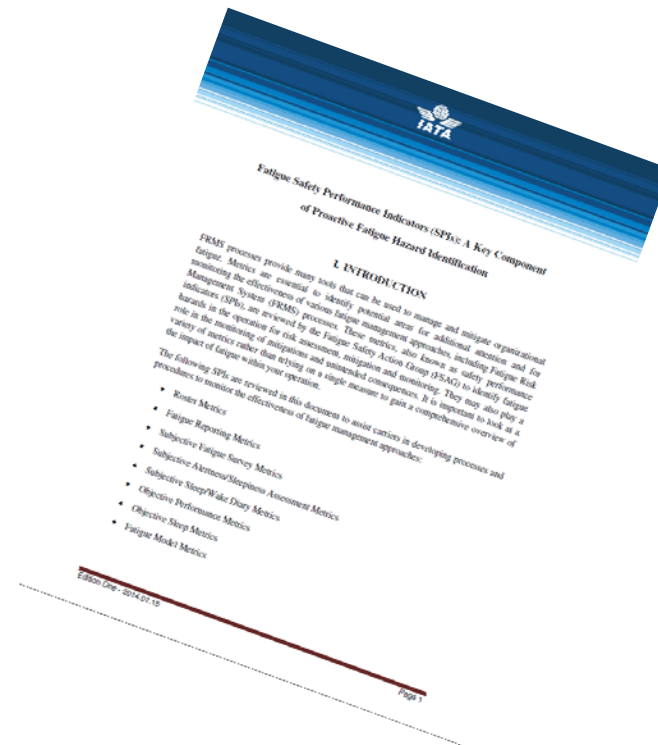 IATA
Fatigue Safety Performance Indicators (SPIs): A Key Component
of Proactive Fatigue Hazard Identification
I. INTRODUCTION
FRMS processes provide many tools that can be used to manage and mitigate organizational
fatigue. Metrics are essential to identify potential areas for additional attention and for
monitoring the effectiveness of various fatigue management approaches, including Fatigue Risk
Management System (FRMS) processes. These metrics, also known as safety performance
indicators (SPIs), are reviewed by the Fatigue Safety Action Group (FSAG) to identify fatigue
hazards in the operation for risk assessment, mitigation and monitoring. They may also play a
role in the monitoring of mitigations and unintended consequences. It is important to look at a
variety of metrics rather than relying on a single measure to gain a comprehensive overview of
the impact of fatigue within your operation.
The following SPIs are reviewed in this document to assist carriers in developing processes and
procedures to monitor the effectiveness of fatigue management approaches:
• Roster Metrics
• Fatigue Reporting Metrics
• Subjective Fatigue Survey Metrics
• Subjective Alertness/Sleepiness Assessment Metrics
• Subjective Sleep/Wake Diary Metrics
• Objective Performance Metrics
• Objective Sleep Metrics
• Fatigue Model Metrics
Edition One - 2014.07.15
Page 1